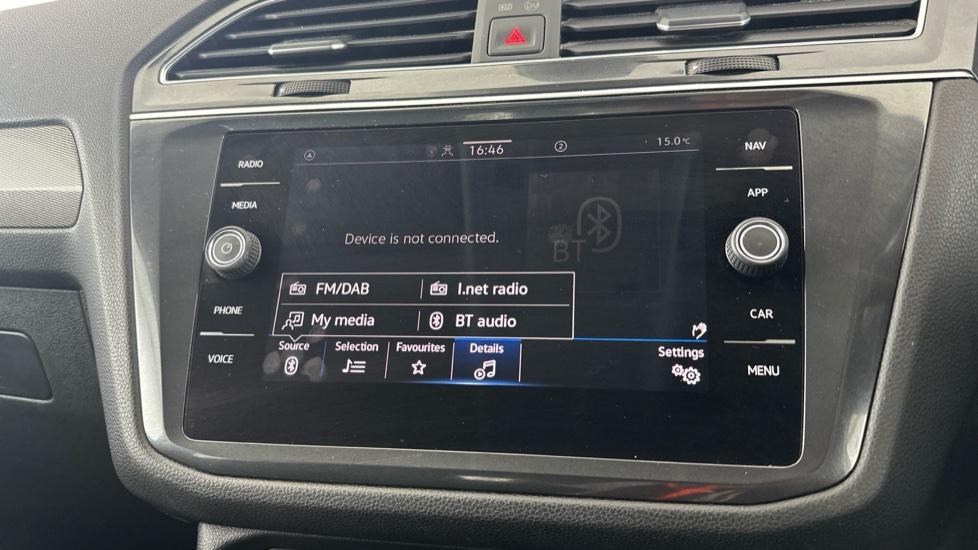 RADIO
MEDIA
PHONE
VOICE
16:46
2
15.0°C
Device is not connected.
BT
FM/DAB
I.net radio
My media
BT audio
Source
Selection
Favourites
Details
Settings
NAV
APP
CAR
MENU